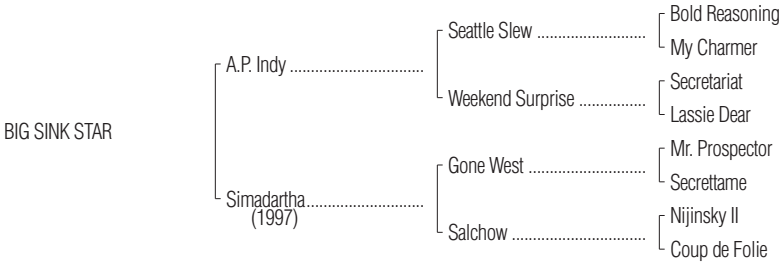 Bold Reasoning
Seattle Slew ..........................
My Charmer
A.P. Indy ................................
Secretariat
Weekend Surprise ................
Lassie Dear
BIG SINK STAR
Mr. Prospector
Gone West ............................
Secrettame
Simadartha............................
(1997)
Nijinsky II
Salchow ................................
Coup de Folie